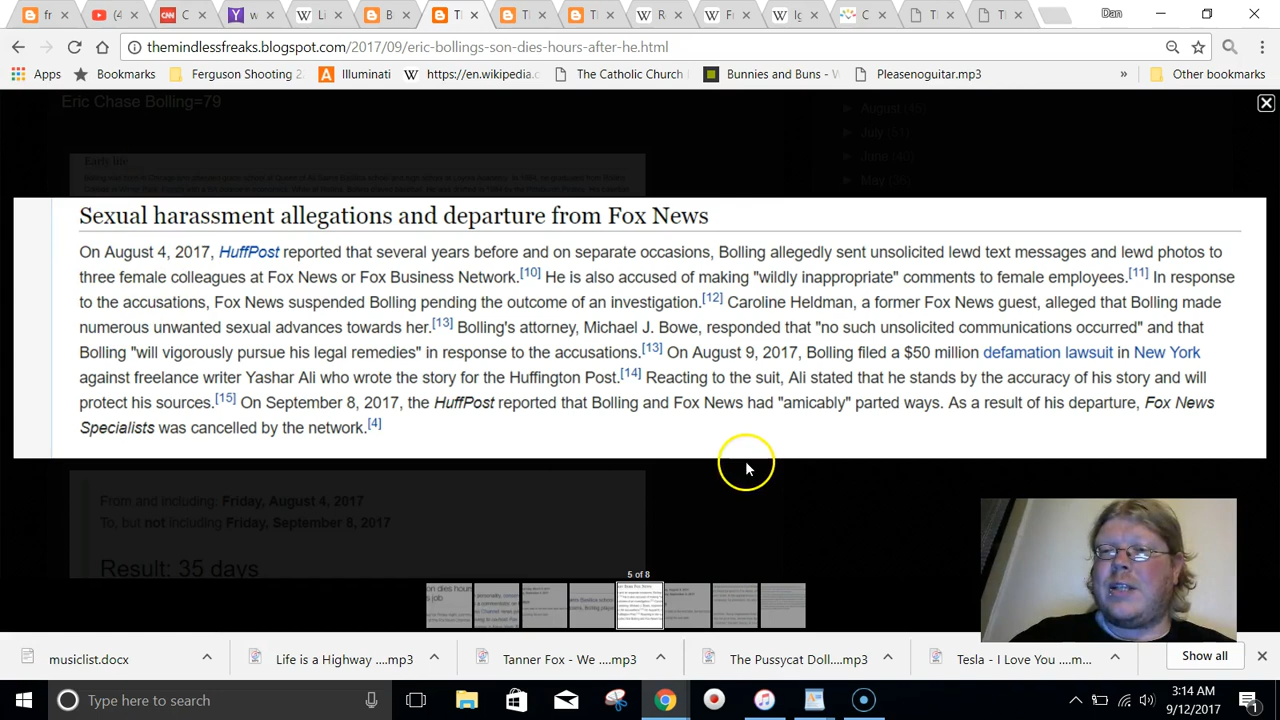 fr
(4
C
w
Li
B
T
T
T
R
E
Ig
C
T
T
Dan
themindlessfreaks.blogspot.com/2017/09/eric-bollings-son-dies-hours-after-he.html
Apps
Bookmarks
Ferguson Shooting 2
Illuminati
https://en.wikipedia.c
The Catholic Church
Bunnies and Buns - W
Pleasenoguitar.mp3
»
Other bookmarks
Eric Chase Bolling=79
August (45)
July (51)
June (40)
Early life
Sexual harassment allegations and departure from Fox News
On August 4, 2017, HuffPost reported that several years before and on separate occasions, Bolling allegedly sent unsolicited lewd text messages and lewd photos to
three female colleagues at Fox News or Fox Business Network.[10] He is also accused of making "wildly inappropriate" comments to female employees.[11] In response
to the accusations, Fox News suspended Bolling pending the outcome of an investigation.[12] Caroline Heldman, a former Fox News guest, alleged that Bolling made
numerous unwanted sexual advances towards her.[13] Bolling's attorney, Michael J. Bowe, responded that "no such unsolicited communications occurred" and that
Bolling "will vigorously pursue his legal remedies" in response to the accusations.[13] On August 9, 2017, Bolling filed a $50 million defamation lawsuit in New York
against freelance writer Yashar Ali who wrote the story for the Huffington Post.[14] Reacting to the suit, Ali stated that he stands by the accuracy of his story and will
protect his sources.[15] On September 8, 2017, the HuffPost reported that Bolling and Fox News had "amicably" parted ways. As a result of his departure, Fox News
Specialists was cancelled by the network.[4]
From and including: Friday, August 4, 2017
To, but not including Friday, September 8, 2017
Result: 35 days
5 of 8
musiclist.docx
Life is a Highway ....mp3
Tanner Fox - We ....mp3
The Pussycat Doll....mp3
Tesla - I Love You ....m...
Show all
Type here to search
3:14 AM
9/12/2017
1